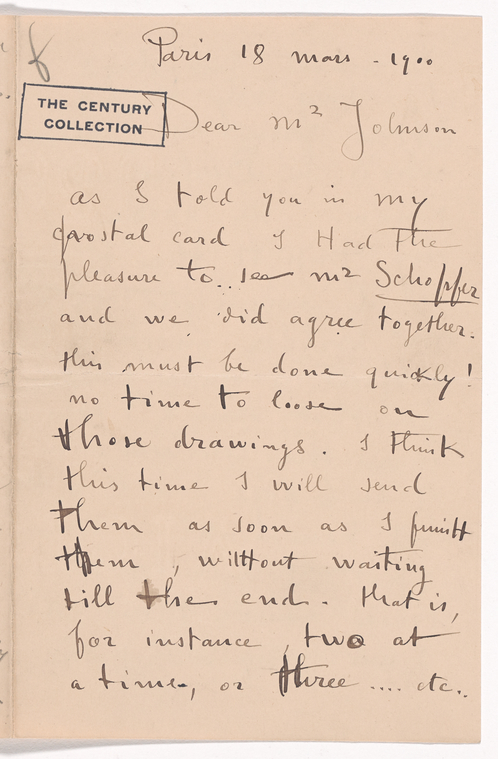 Paris 18 mars - 1900
THE CENTURY
COLLECTION
Dear Mr Johnson
as I told you in my
postal card I Had the
pleasure to see Mr Schopfer
and we did agree together.
this must be done quickly!
no time to loose on
those drawings. I think
this time I will send
them as soon as I finish
them, without waiting
till the end. that is,
for instance, two at
a time, or three .... etc..